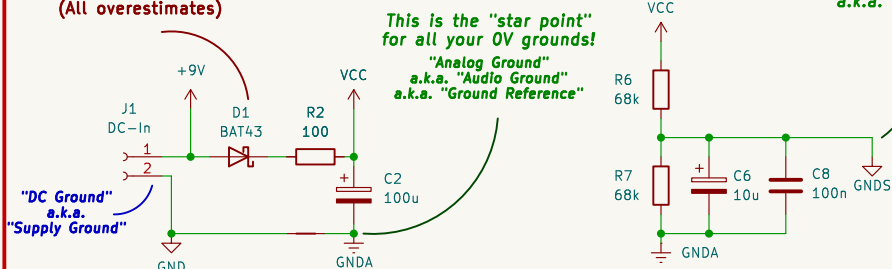 (All overestimates)
This is the "star point"
for all your 0V grounds!
"Analog Ground"
a.k.a. "Audio Ground"
a.k.a. "Ground Reference"
a.k.a.
+9V
VCC
J1
DC-In
1
2
D1
BAT43
R2
100
+
C2
100u
"DC Ground"
a.k.a.
"Supply Ground"
GND
GNDA
VCC
R6
68k
R7
68k
+
C6
10u
C8
100n
GNDS
GNDA